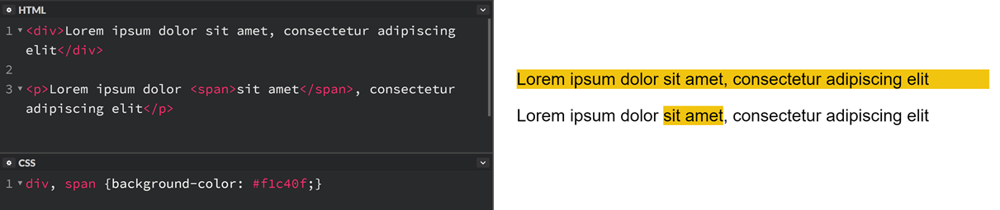 HTML
1 <div>Lorem ipsum dolor sit amet, consectetur adipiscing
elit</div>
2
3 <p>Lorem ipsum dolor <span>sit amet</span>, consectetur
adipiscing elit</p>
CSS
1 div, span {background-color: #f1c40f;}
Lorem ipsum dolor sit amet, consectetur adipiscing elit
Lorem ipsum dolor sit amet, consectetur adipiscing elit